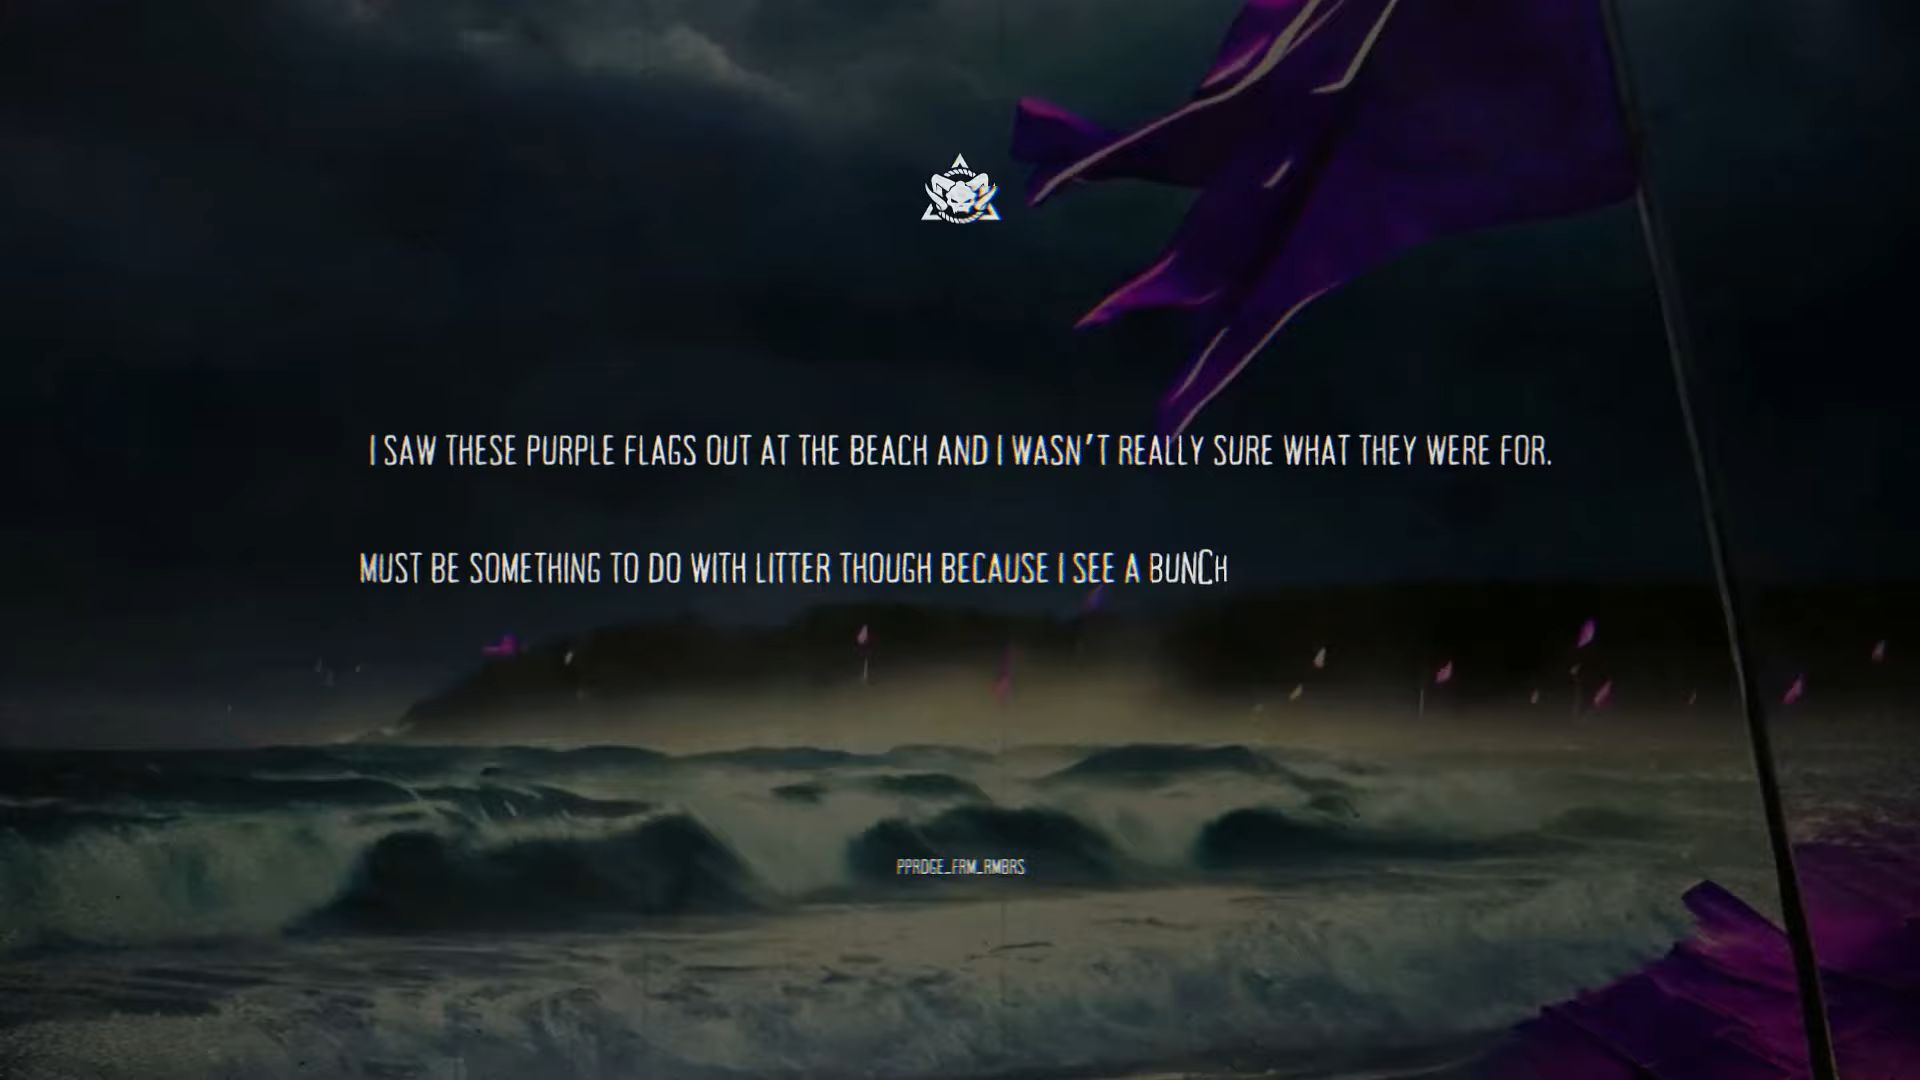 I SAW THESE PURPLE FLAGS OUT AT THE BEACH AND I WASN'T REALLY SURE WHAT THEY WERE FOR.
MUST BE SOMETHING TO DO WITH LITTER THOUGH BECAUSE I SEE A BUNCH
PPRDGE_FRM_RMBRS